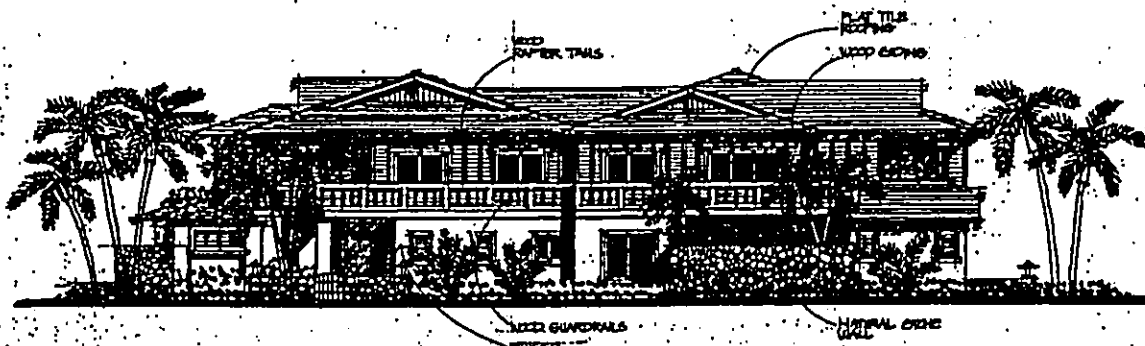 WOOD
RAFTER TAILS
FLAT TILE
ROOFING
WOOD SIDING
WOOD GUARDRAILS
NATURAL STONE
WALL